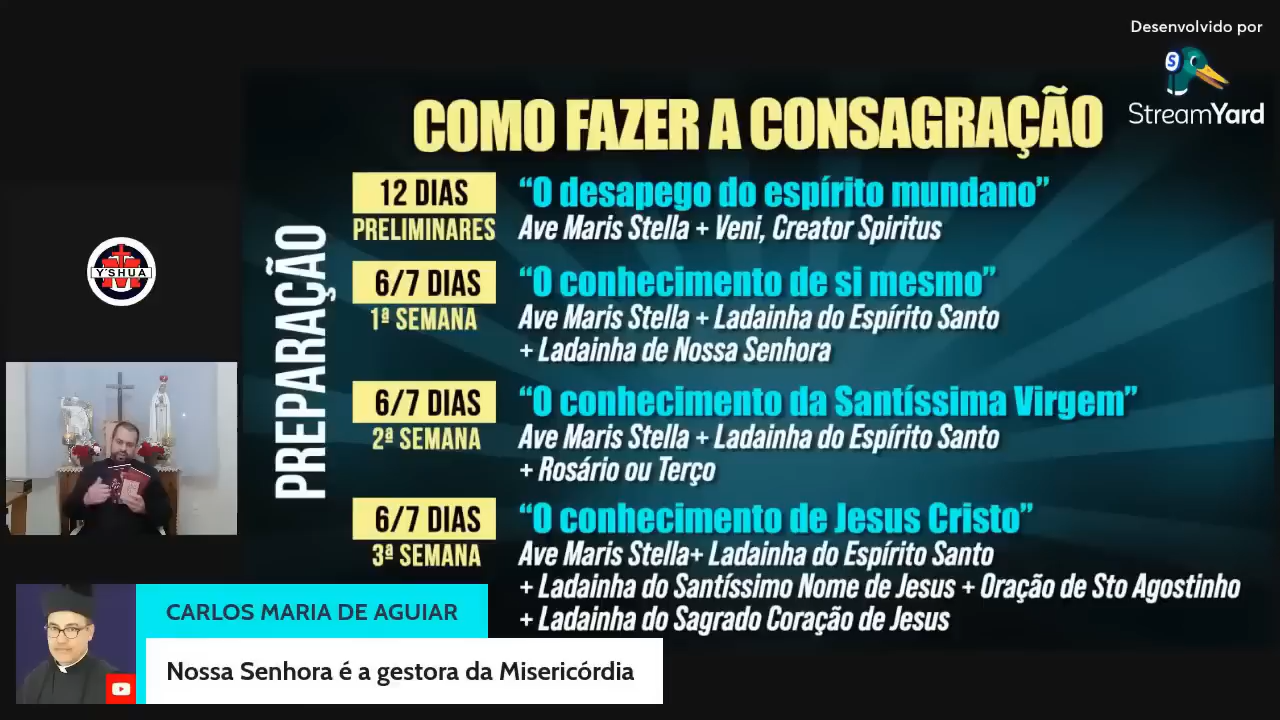 Desenvolvido por
StreamYard
COMO FAZER A CONSAGRAÇÃO
PREPARAÇÃO
12 DIAS
PRELIMINARES
“O desapego do espírito mundano”
Ave Maris Stella + Veni, Creator Spiritus
6/7 DIAS
1ª SEMANA
“O conhecimento de si mesmo”
Ave Maris Stella + Ladainha do Espírito Santo
+ Ladainha de Nossa Senhora
6/7 DIAS
2ª SEMANA
“O conhecimento da Santíssima Virgem”
Ave Maris Stella + Ladainha do Espírito Santo
+ Rosário ou Terço
6/7 DIAS
3ª SEMANA
“O conhecimento de Jesus Cristo”
Ave Maris Stella+ Ladainha do Espírito Santo
+ Ladainha do Santíssimo Nome de Jesus + Oração de Sto Agostinho
+ Ladainha do Sagrado Coração de Jesus
Y'SHUA
CARLOS MARIA DE AGUIAR
Nossa Senhora é a gestora da Misericórdia